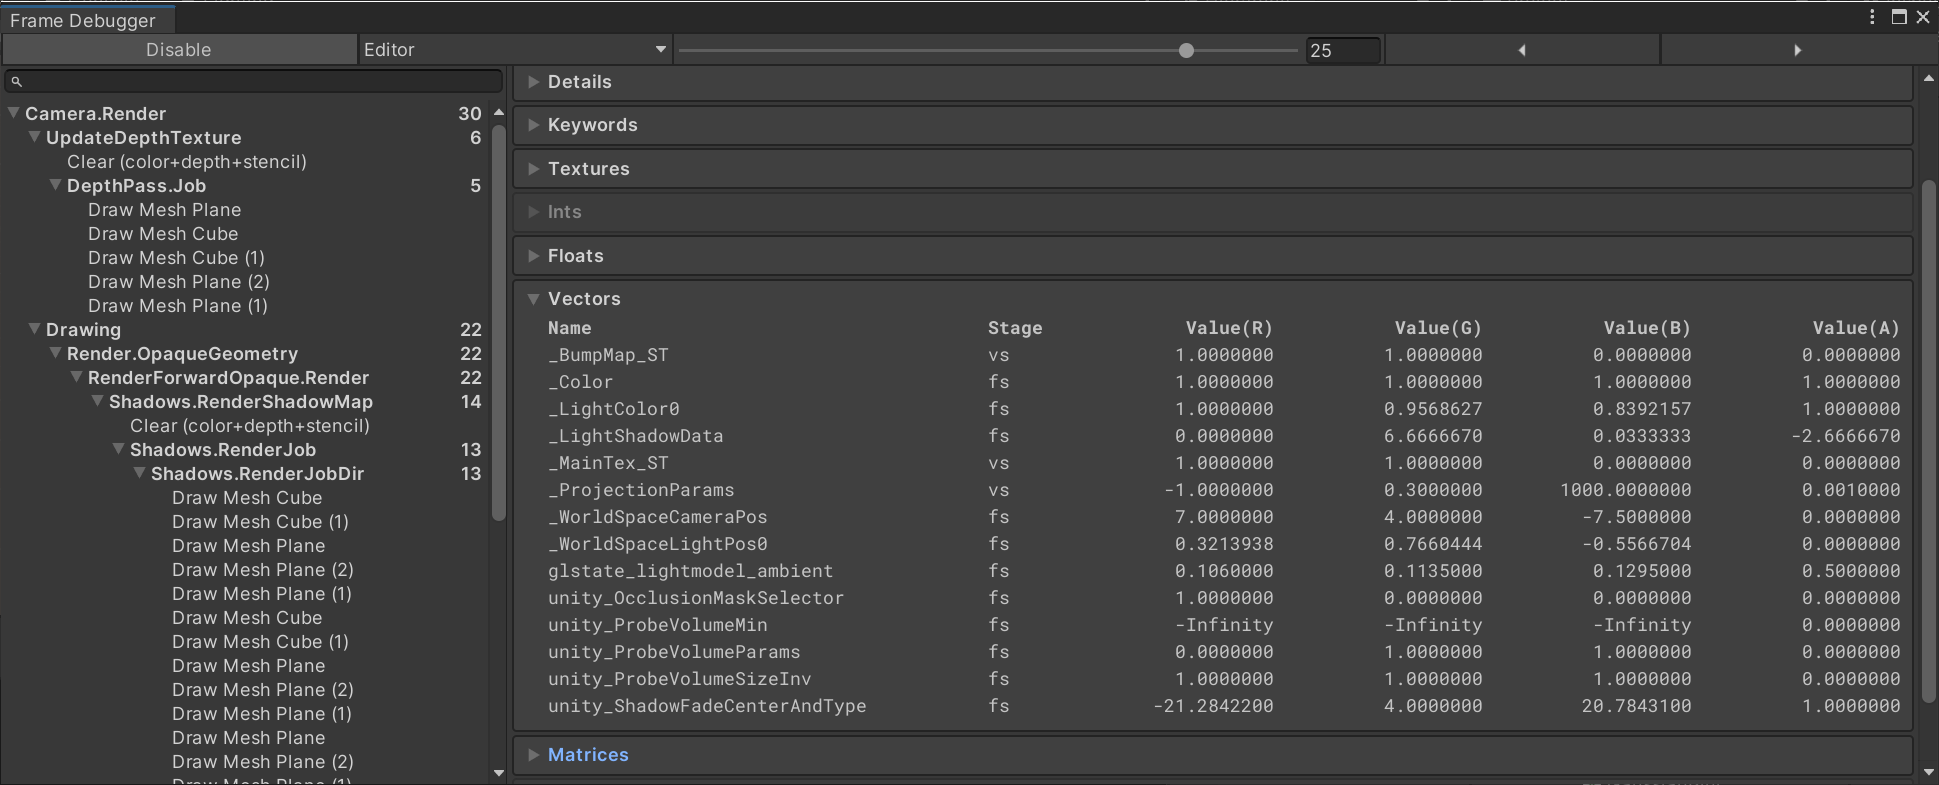 Frame Debugger
Disable
Editor
25
Camera.Render 30
UpdateDepthTexture 6
Clear (color+depth+stencil)
DepthPass.Job 5
Draw Mesh Plane
Draw Mesh Cube
Draw Mesh Cube (1)
Draw Mesh Plane (2)
Draw Mesh Plane (1)
Drawing 22
Render.OpaqueGeometry 22
RenderForwardOpaque.Render 22
Shadows.RenderShadowMap 14
Clear (color+depth+stencil)
Shadows.RenderJob 13
Shadows.RenderJobDir 13
Draw Mesh Cube
Draw Mesh Cube (1)
Draw Mesh Plane
Draw Mesh Plane (2)
Draw Mesh Plane (1)
Draw Mesh Cube
Draw Mesh Cube (1)
Draw Mesh Plane
Draw Mesh Plane (2)
Draw Mesh Plane (1)
Draw Mesh Plane
Draw Mesh Plane (2)
Draw Mesh Plane (1)
Details
Keywords
Textures
Ints
Floats
Vectors
Name Stage Value(R) Value(G) Value(B) Value(A)
_BumpMap_ST vs 1.0000000 1.0000000 0.0000000 0.0000000
_Color fs 1.0000000 1.0000000 1.0000000 1.0000000
_LightColor0 fs 1.0000000 0.9568627 0.8392157 1.0000000
_LightShadowData fs 0.0000000 6.6666670 0.0333333 -2.6666670
_MainTex_ST vs 1.0000000 1.0000000 0.0000000 0.0000000
_ProjectionParams vs -1.0000000 0.3000000 1000.0000000 0.0010000
_WorldSpaceCameraPos fs 7.0000000 4.0000000 -7.5000000 0.0000000
_WorldSpaceLightPos0 fs 0.3213938 0.7660444 -0.5566704 0.0000000
glstate_lightmodel_ambient fs 0.1060000 0.1135000 0.1295000 0.5000000
unity_OcclusionMaskSelector fs 1.0000000 0.0000000 0.0000000 0.0000000
unity_ProbeVolumeMin fs -Infinity -Infinity -Infinity 0.0000000
unity_ProbeVolumeParams fs 0.0000000 1.0000000 1.0000000 0.0000000
unity_ProbeVolumeSizeInv fs 1.0000000 1.0000000 1.0000000 0.0000000
unity_ShadowFadeCenterAndType fs -21.2842200 4.0000000 20.7843100 1.0000000
Matrices